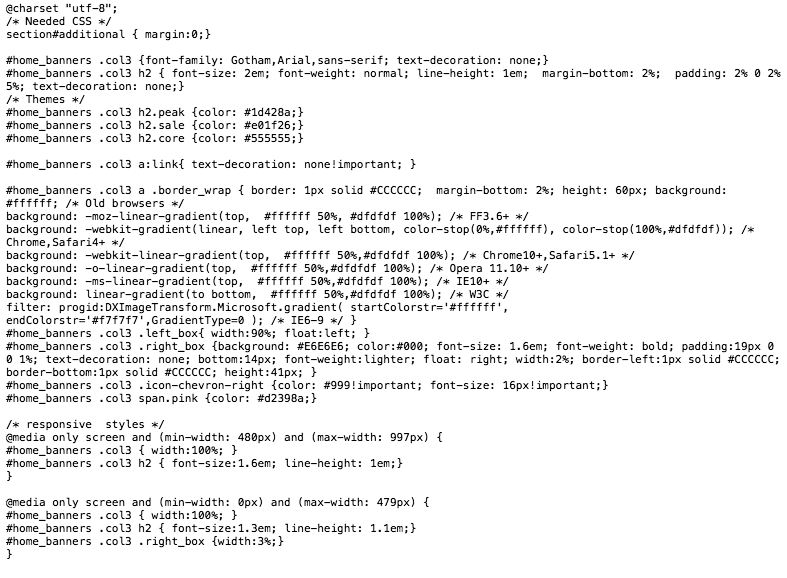 @charset "utf-8";
/* Needed CSS */
section#additional { margin:0;}

#home_banners .col3 {font-family: Gotham,Arial,sans-serif; text-decoration: none;}
#home_banners .col3 h2 { font-size: 2em; font-weight: normal; line-height: 1em;  margin-bottom: 2%;  padding: 2% 0 2%
5%; text-decoration: none;}
/* Themes */
#home_banners .col3 h2.peak {color: #1d428a;}
#home_banners .col3 h2.sale {color: #e01f26;}
#home_banners .col3 h2.core {color: #555555;}

#home_banners .col3 a:link{ text-decoration: none!important; }

#home_banners .col3 a .border_wrap { border: 1px solid #CCCCCC;  margin-bottom: 2%; height: 60px; background:
#ffffff; /* Old browsers */
background: -moz-linear-gradient(top,  #ffffff 50%, #dfdfdf 100%); /* FF3.6+ */
background: -webkit-gradient(linear, left top, left bottom, color-stop(0%,#ffffff), color-stop(100%,#dfdfdf)); /*
Chrome,Safari4+ */
background: -webkit-linear-gradient(top,  #ffffff 50%,#dfdfdf 100%); /* Chrome10+,Safari5.1+ */
background: -o-linear-gradient(top,  #ffffff 50%,#dfdfdf 100%); /* Opera 11.10+ */
background: -ms-linear-gradient(top,  #ffffff 50%,#dfdfdf 100%); /* IE10+ */
background: linear-gradient(to bottom,  #ffffff 50%,#dfdfdf 100%); /* W3C */
filter: progid:DXImageTransform.Microsoft.gradient( startColorstr='#ffffff',
endColorstr='#f7f7f7',GradientType=0 ); /* IE6-9 */ }
#home_banners .col3 .left_box{ width:90%; float:left; }
#home_banners .col3 .right_box {background: #E6E6E6; color:#000; font-size: 1.6em; font-weight: bold; padding:19px 0
0 1%; text-decoration: none; bottom:14px; font-weight:lighter; float: right; width:2%; border-left:1px solid #CCCCCC;
border-bottom:1px solid #CCCCCC; height:41px; }
#home_banners .col3 .icon-chevron-right {color: #999!important; font-size: 16px!important;}
#home_banners .col3 span.pink {color: #d2398a;}

/* responsive  styles */
@media only screen and (min-width: 480px) and (max-width: 997px) {
#home_banners .col3 { width:100%; }
#home_banners .col3 h2 { font-size:1.6em; line-height: 1em;}
}

@media only screen and (min-width: 0px) and (max-width: 479px) {
#home_banners .col3 { width:100%; }
#home_banners .col3 h2 { font-size:1.3em; line-height: 1.1em;}
#home_banners .col3 .right_box {width:3%;}
}